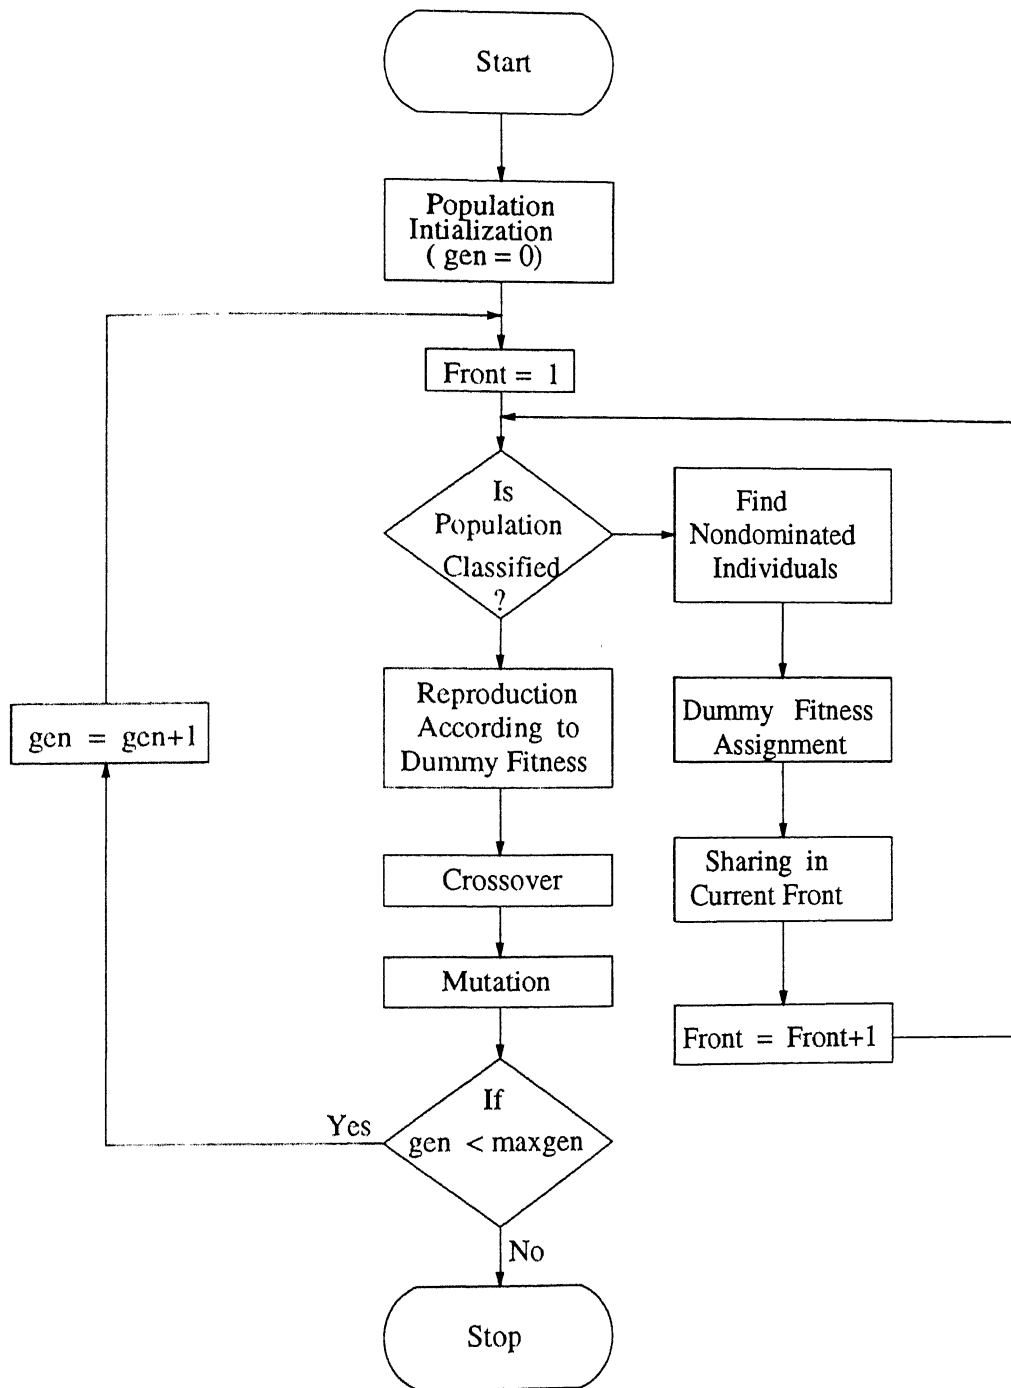 Start
Population
Intialization
( gen = 0)
Front = 1
Is
Population
Classified
?
Find
Nondominated
Individuals
Reproduction
According to
Dummy Fitness
Dummy Fitness
Assignment
gen = gen+1
Crossover
Sharing in
Current Front
Mutation
Front = Front+1
If
gen < maxgen
Yes
No
Stop